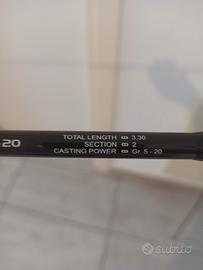 -20
TOTAL LENGTH 3,30
SECTION 2
CASTING POWER Gr. 5 - 20
subito